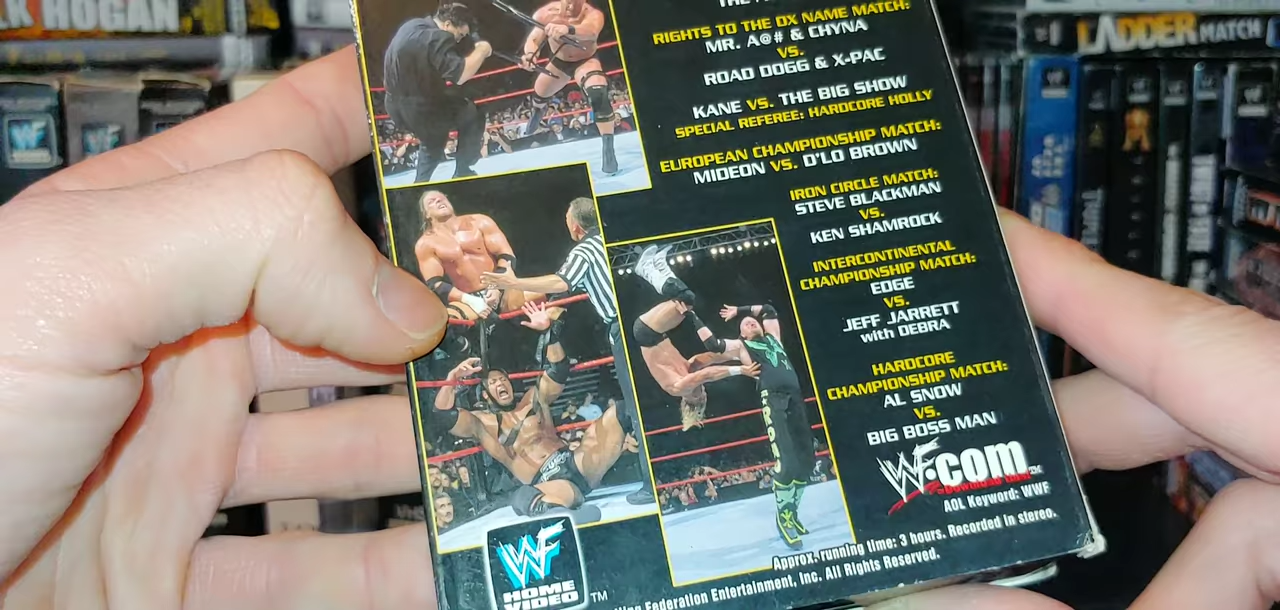 K HOGAN
LADDER MATCH
RIGHTS TO THE DX NAME MATCH:
MR. A@# & CHYNA
VS.
ROAD DOGG & X-PAC
KANE VS. THE BIG SHOW
SPECIAL REFEREE: HARDCORE HOLLY
EUROPEAN CHAMPIONSHIP MATCH:
MIDEON VS. D'LO BROWN
IRON CIRCLE MATCH:
STEVE BLACKMAN
VS.
KEN SHAMROCK
INTERCONTINENTAL
CHAMPIONSHIP MATCH:
EDGE
VS.
JEFF JARRETT
with DEBRA
HARDCORE
CHAMPIONSHIP MATCH:
AL SNOW
VS.
BIG BOSS MAN
WF.com™
Download this!
AOL Keyword: WWF
Approx. running time: 3 hours. Recorded in stereo.
Federation Entertainment, Inc. All Rights Reserved.
WF
HOME
VIDEO™